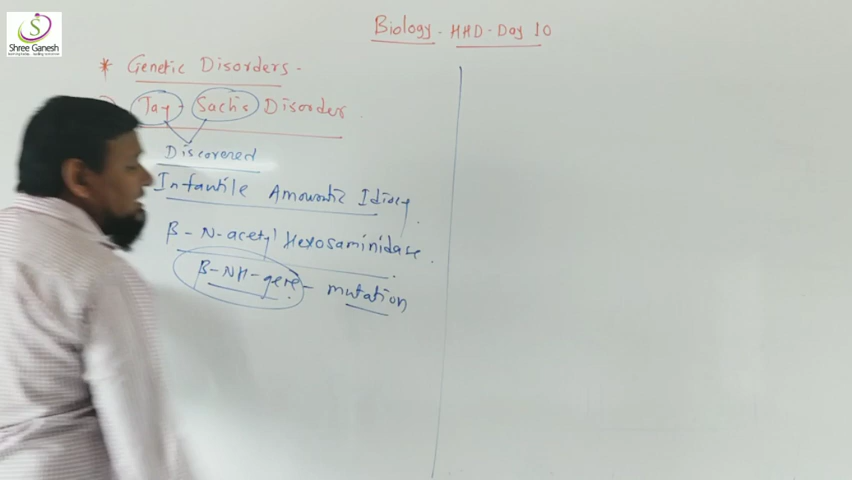 Shree Ganesh
Biology - HHD - Day 10
* Genetic Disorders -
Tay - Sachs Disorder
Discovered
Infantile Amourotic Idiocy
β - N - acetyl Hexosaminidase.
β-NH-gene - mutation